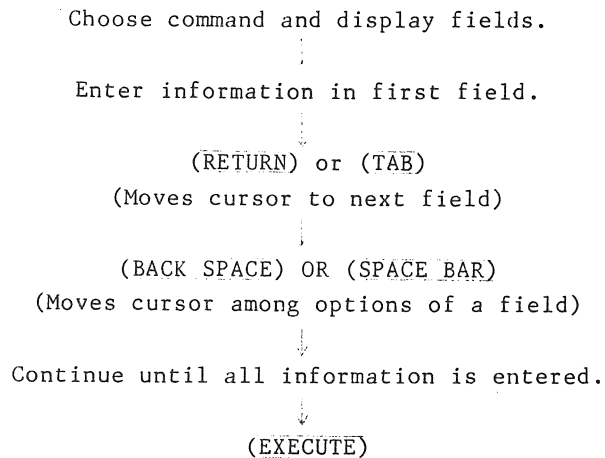 Choose command and display fields.
Enter information in first field.
(RETURN) or (TAB)
(Moves cursor to next field)
(BACK SPACE) OR (SPACE BAR)
(Moves cursor among options of a field)
Continue until all information is entered.
(EXECUTE)